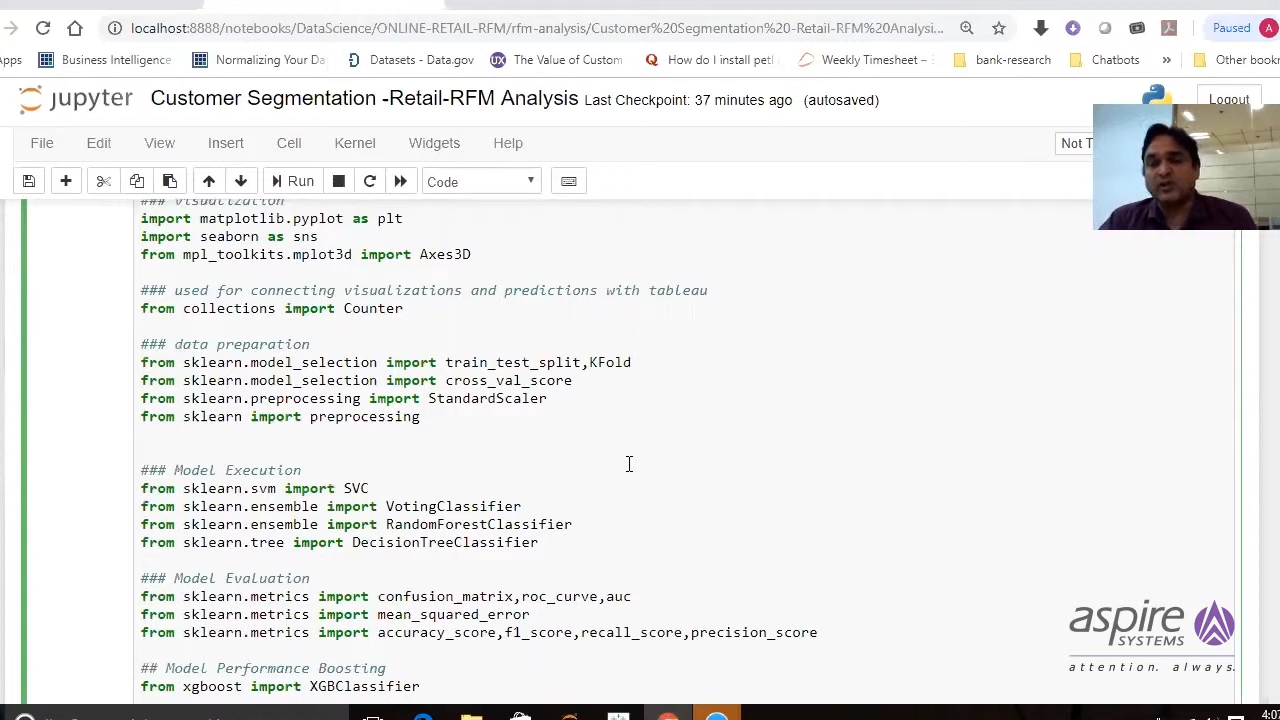 localhost:8888/notebooks/DataScience/ONLINE-RETAIL-RFM/rfm-analysis/Customer%20Segmentation%20-Retail-RFM%20Analysi...
Paused A
Apps Business Intelligence Normalizing Your Da Datasets - Data.gov UX The Value of Custom Q How do I install pet Weekly Timesheet - bank-research Chatbots » Other book
jupyter Customer Segmentation -Retail-RFM Analysis Last Checkpoint: 37 minutes ago (autosaved)
Logout
File Edit View Insert Cell Kernel Widgets Help
Not T
Run Code
### visualization
import matplotlib.pyplot as plt
import seaborn as sns
from mpl_toolkits.mplot3d import Axes3D
### used for connecting visualizations and predictions with tableau
from collections import Counter
### data preparation
from sklearn.model_selection import train_test_split,KFold
from sklearn.model_selection import cross_val_score
from sklearn.preprocessing import StandardScaler
from sklearn import preprocessing
### Model Execution
from sklearn.svm import SVC
from sklearn.ensemble import VotingClassifier
from sklearn.ensemble import RandomForestClassifier
from sklearn.tree import DecisionTreeClassifier
### Model Evaluation
from sklearn.metrics import confusion_matrix,roc_curve,auc
from sklearn.metrics import mean_squared_error
from sklearn.metrics import accuracy_score,f1_score,recall_score,precision_score
## Model Performance Boosting
from xgboost import XGBClassifier
aspire
SYSTEMS
attention. always.